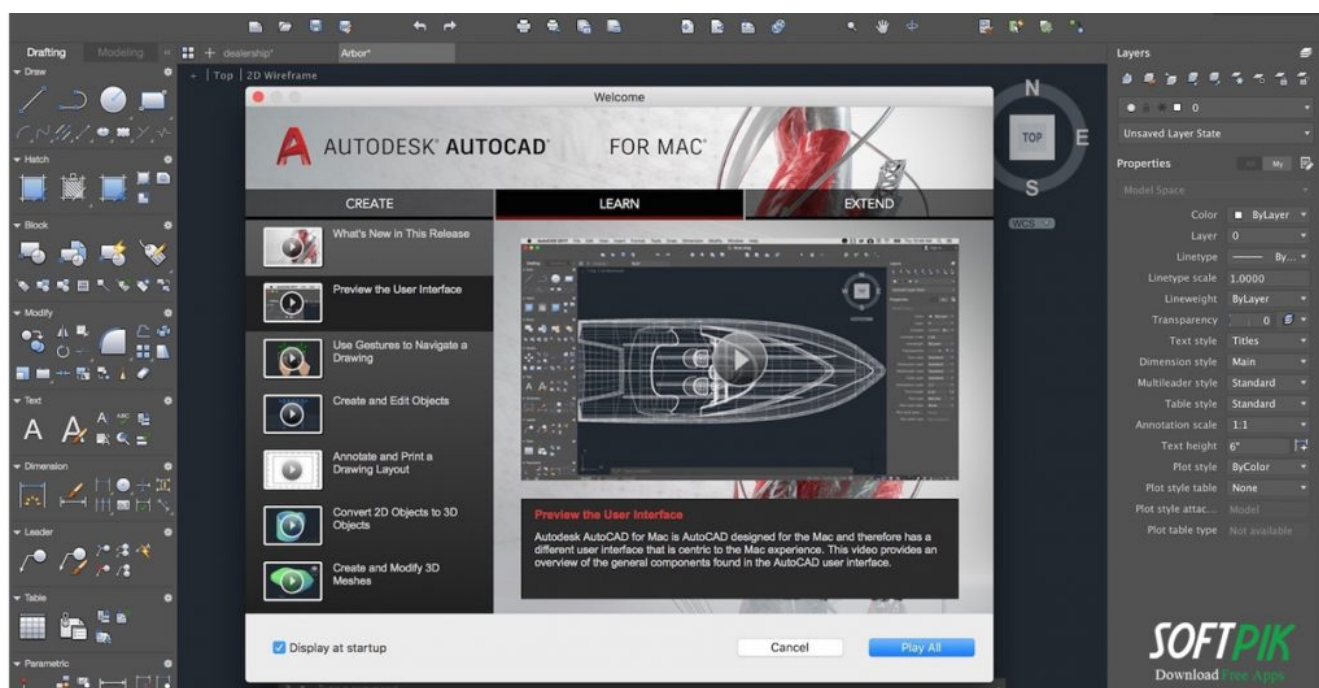 Drafting
Modeling
dealership*
Arbor*
Layers
Draw
+ | Top | 2D Wireframe
Welcome
N
TOP
E
S
WCS
0
Unsaved Layer State
Hatch
AUTODESK® AUTOCAD® FOR MAC®
Properties
All
My
Model Space
CREATE
LEARN
EXTEND
Block
What's New in This Release
Color
ByLayer
Layer
0
Linetype
By...
Linetype scale
1.0000
Preview the User Interface
Lineweight
ByLayer
Modify
Transparency
0
Use Gestures to Navigate a
Drawing
Text style
Titles
Dimension style
Main
Multileader style
Standard
Table style
Standard
Text
Create and Edit Objects
Annotation scale
1:1
Text height
6"
Dimension
Annotate and Print a
Drawing Layout
Plot style
ByColor
Plot style table
None
Plot style attac...
Model
Plot table type
Not available
Leader
Convert 2D Objects to 3D
Objects
Preview the User Interface
Autodesk AutoCAD for Mac is AutoCAD designed for the Mac and therefore has a
different user interface that is centric to the Mac experience. This video provides an
overview of the general components found in the AutoCAD user interface.
Create and Modify 3D
Meshes
Table
Display at startup
Cancel
Play All
Parametric
SOFTPIK
Download Free Apps